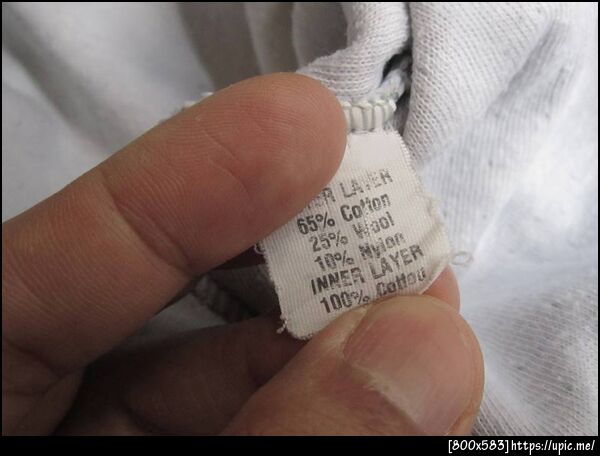 LAYER
65% Cotton
25% Wool
10% Nylon
INNER LAYER
100% Cotton
[800x583]https://upic.me/